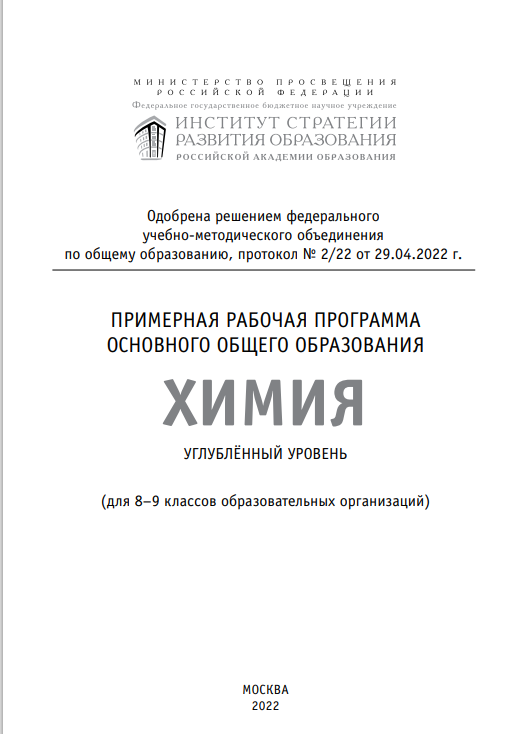 МИНИСТЕРСТВО ПРОСВЕЩЕНИЯ
РОССИЙСКОЙ ФЕДЕРАЦИИ
Федеральное государственное бюджетное научное учреждение
ИНСТИТУТ СТРАТЕГИИ
РАЗВИТИЯ ОБРАЗОВАНИЯ
РОССИЙСКОЙ АКАДЕМИИ ОБРАЗОВАНИЯ
Одобрена решением федерального
учебно-методического объединения
по общему образованию, протокол № 2/22 от 29.04.2022 г.
ПРИМЕРНАЯ РАБОЧАЯ ПРОГРАММА
ОСНОВНОГО ОБЩЕГО ОБРАЗОВАНИЯ
ХИМИЯ
УГЛУБЛЁННЫЙ УРОВЕНЬ
(для 8–9 классов образовательных организаций)
МОСКВА
2022